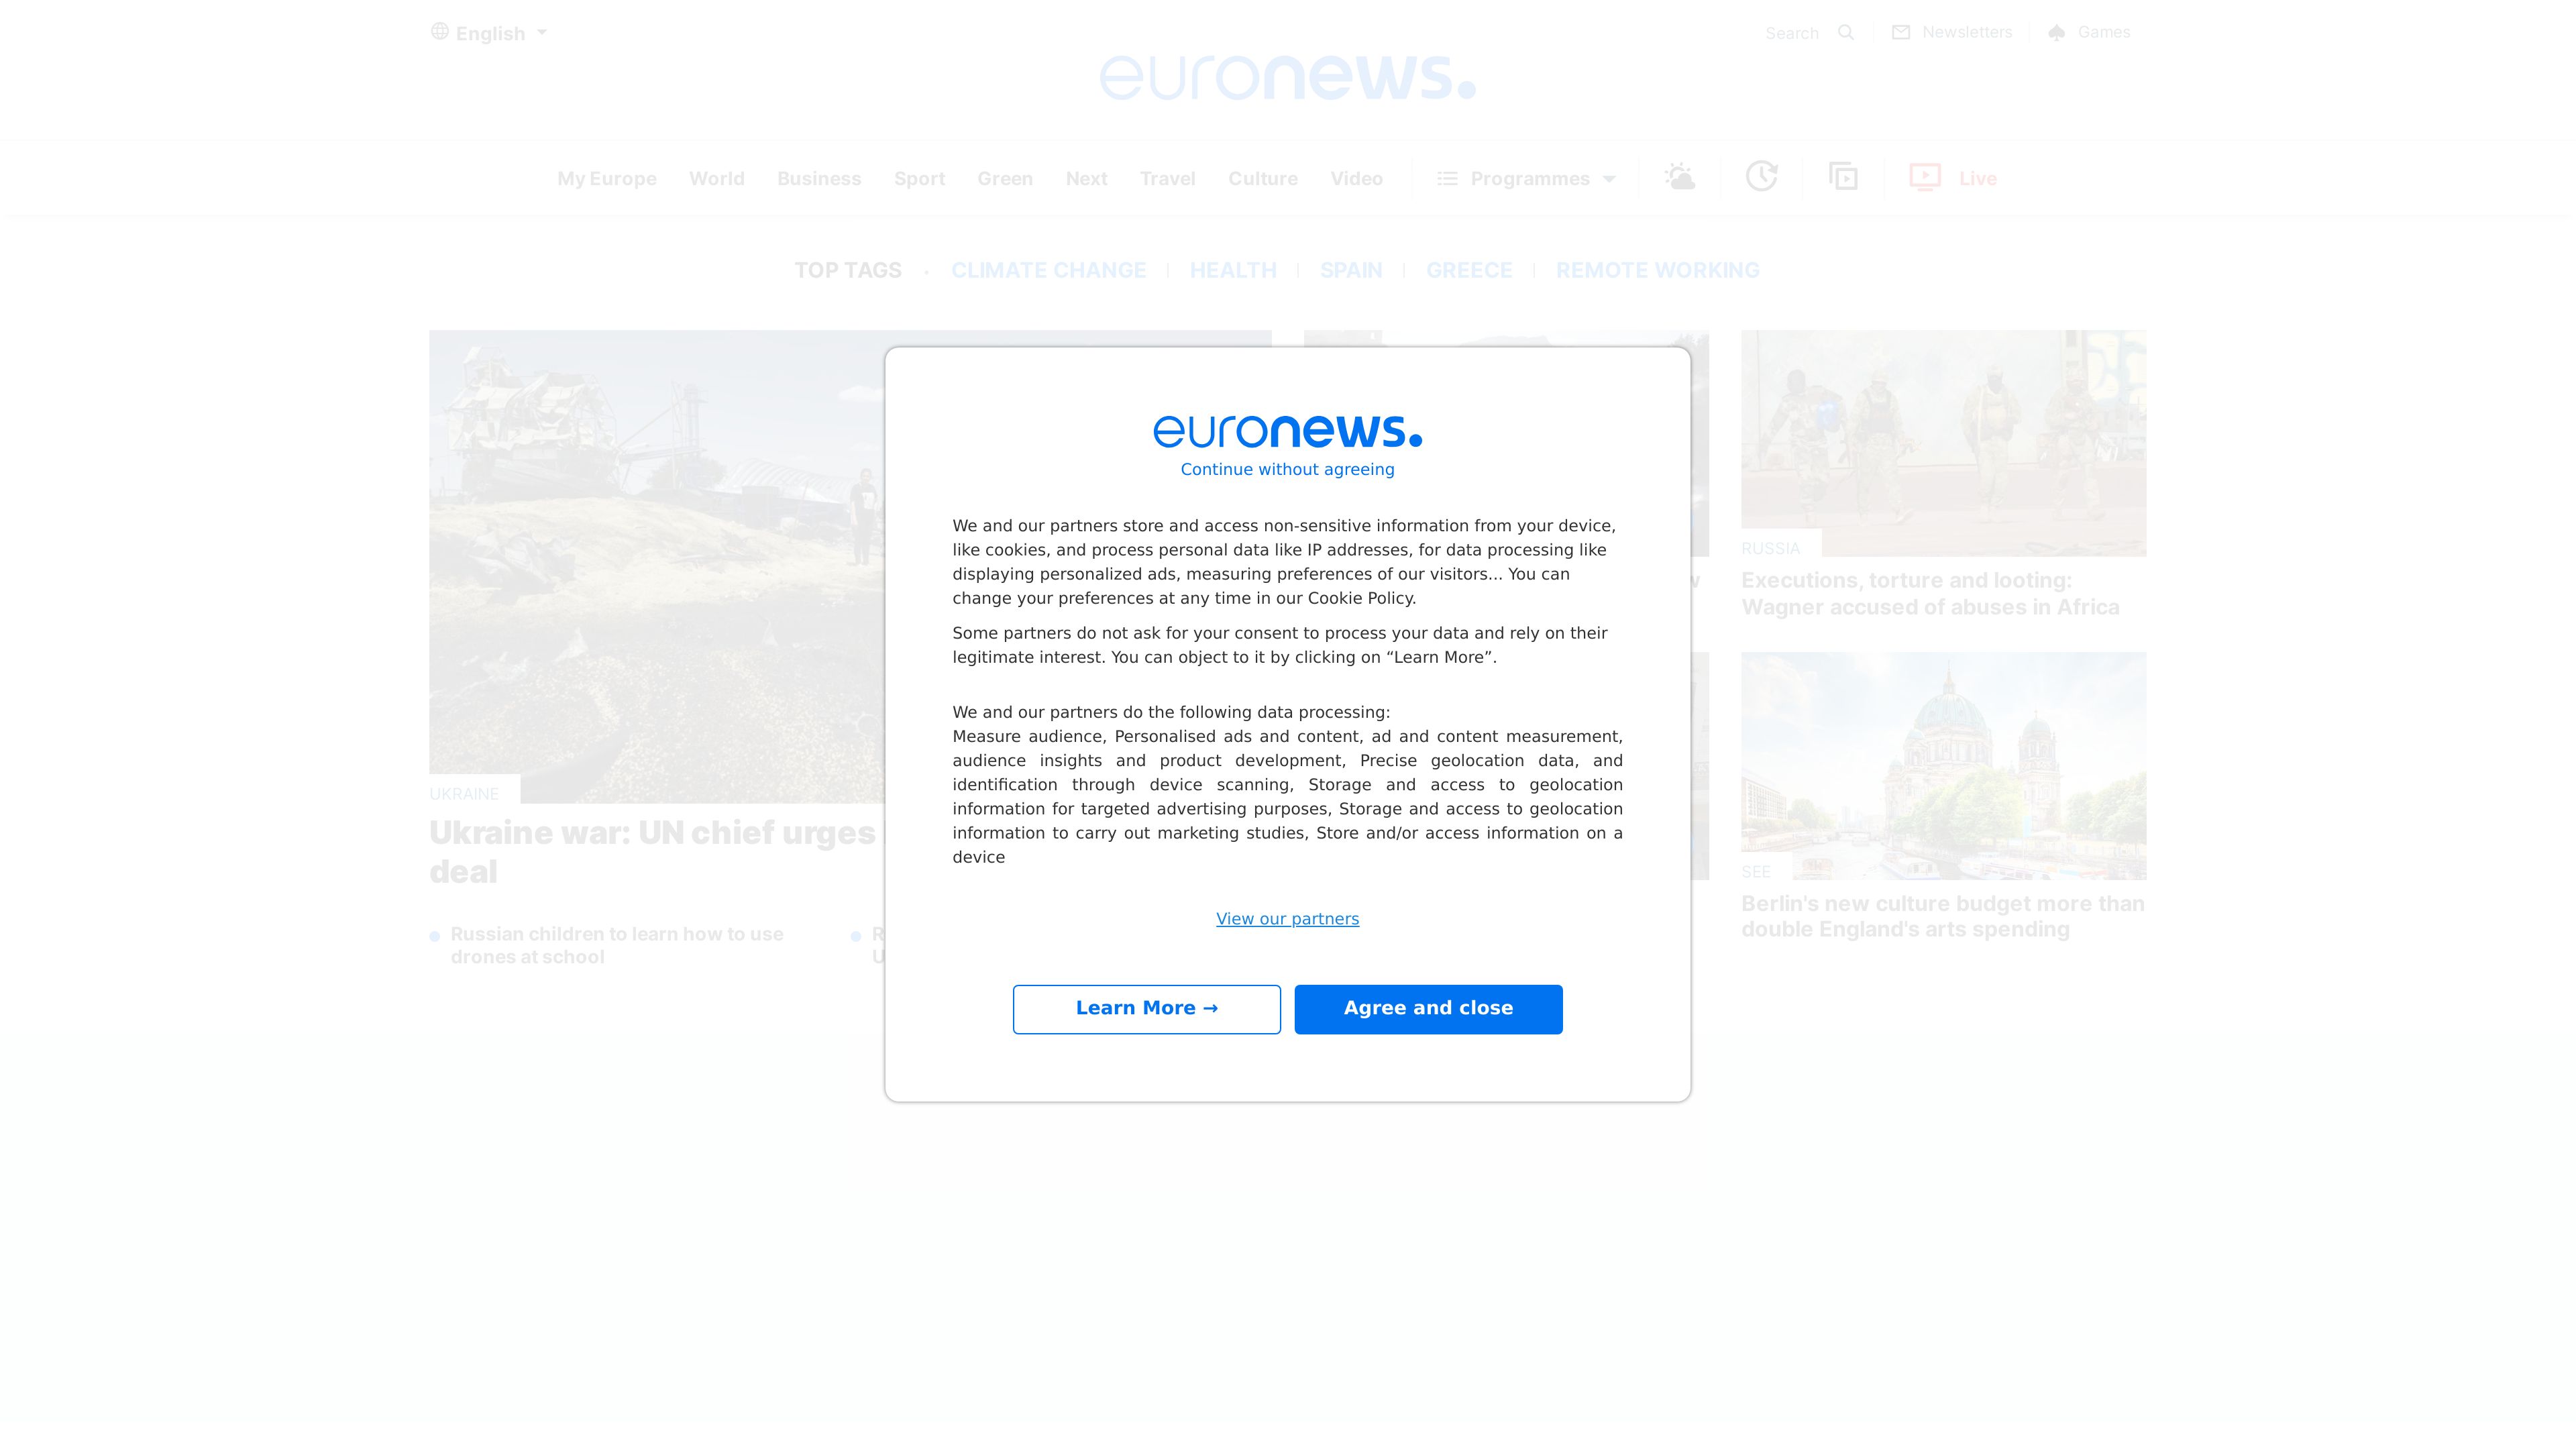 English
Search
Newsletters
Games
euronews.
My Europe World Business Sport Green Next Travel Culture Video Programmes Live
TOP TAGS · CLIMATE CHANGE HEALTH SPAIN GREECE REMOTE WORKING
euronews.
Continue without agreeing
We and our partners store and access non-sensitive information from your device,
like cookies, and process personal data like IP addresses, for data processing like
displaying personalized ads, measuring preferences of our visitors... You can
change your preferences at any time in our Cookie Policy.
Some partners do not ask for your consent to process your data and rely on their
legitimate interest. You can object to it by clicking on “Learn More”.
We and our partners do the following data processing:
Measure audience, Personalised ads and content, ad and content measurement,
audience insights and product development, Precise geolocation data, and
identification through device scanning, Storage and access to geolocation
information for targeted advertising purposes, Storage and access to geolocation
information to carry out marketing studies, Store and/or access information on a
device
View our partners
Learn More →
Agree and close
UKRAINE
Ukraine war: UN chief urges
deal
Russian children to learn how to use
drones at school
RUSSIA
Executions, torture and looting:
Wagner accused of abuses in Africa
SEE
Berlin's new culture budget more than
double England's arts spending